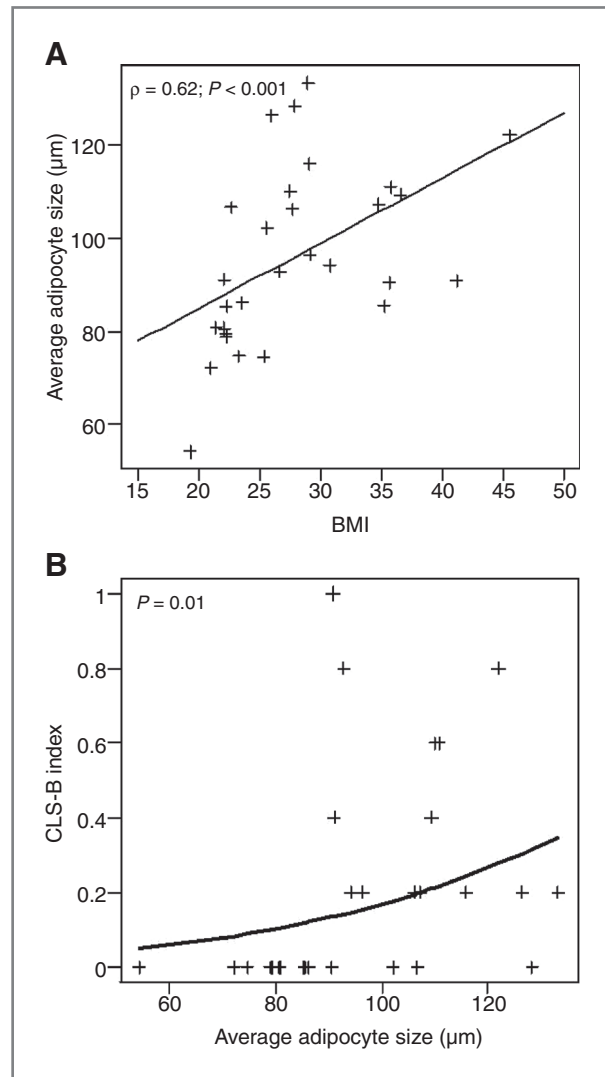 A
ρ = 0.62; P < 0.001
Average adipocyte size (µm)
120
100
80
60
15 20 25 30 35 40 45 50
BMI
B
P = 0.01
CLS-B index
1
0.8
0.6
0.4
0.2
0
60 80 100 120
Average adipocyte size (µm)